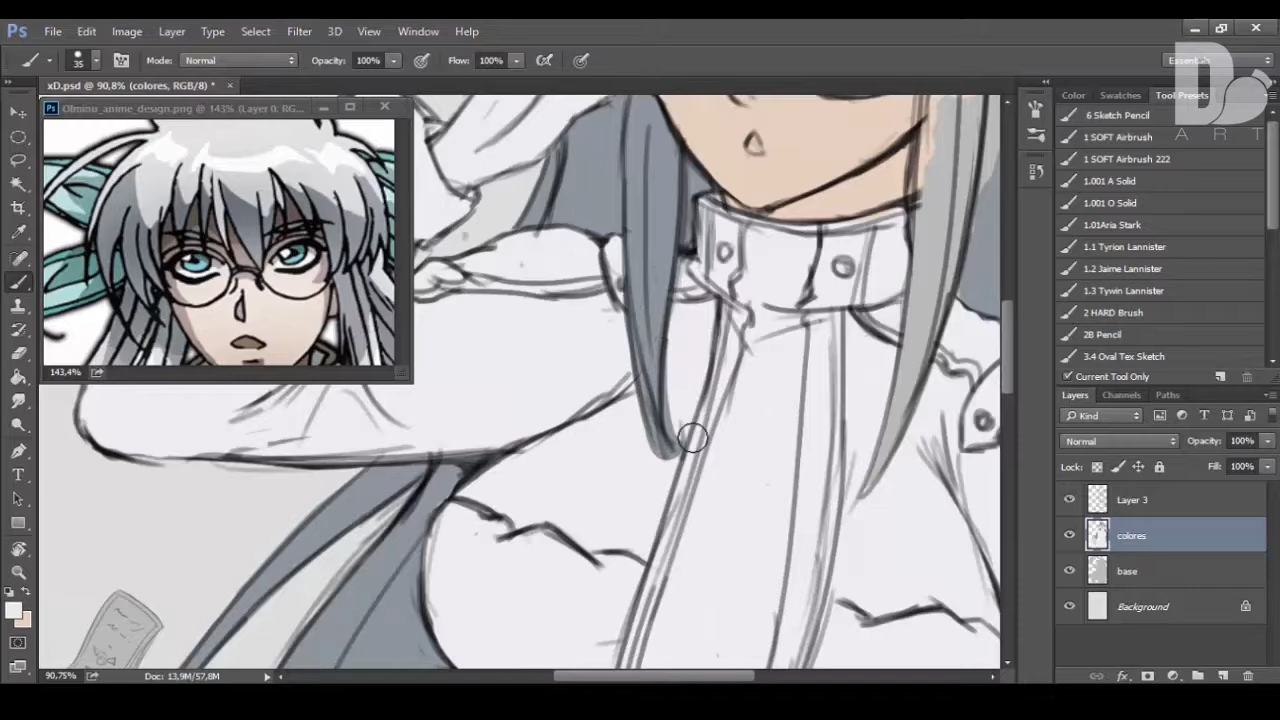 Ps File Edit Image Layer Type Select Filter 3D View Window Help
35 Mode: Normal Opacity: 100% Flow: 100% Essentials
xD.psd @ 90,8% (colores, RGB/8) * ×
Olminu_anime_design.png @ 143% (Layer 0, RG...
143,4%
D
ART
Color Swatches Tool Presets
6 Sketch Pencil
1 SOFT Airbrush
1 SOFT Airbrush 222
1.001 A Solid
1.001 O Solid
1.01Aria Stark
1.1 Tyrion Lannister
1.2 Jaime Lannister
1.3 Tywin Lannister
2 HARD Brush
2B Pencil
3.4 Oval Tex Sketch
Current Tool Only
Layers Channels Paths
Kind
Normal Opacity: 100%
Lock: Fill: 100%
Layer 3
colores
base
Background
90,75% Doc: 13,9M/57,8M